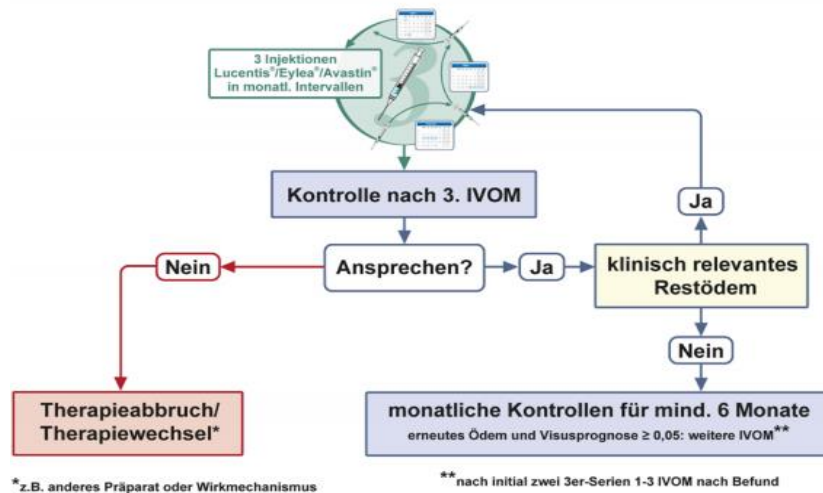 3 Injektionen
Lucentis®/Eylea®/Avastin®
in monatl. Intervallen
3
Kontrolle nach 3. IVOM
Ja
Nein
Ansprechen?
Ja
klinisch relevantes
Restödem
Nein
Therapieabbruch/
Therapiewechsel*
monatliche Kontrollen für mind. 6 Monate
erneutes Ödem und Visusprognose ≥ 0,05: weitere IVOM**
*z.B. anderes Präparat oder Wirkmechanismus
**nach initial zwei 3er-Serien 1-3 IVOM nach Befund